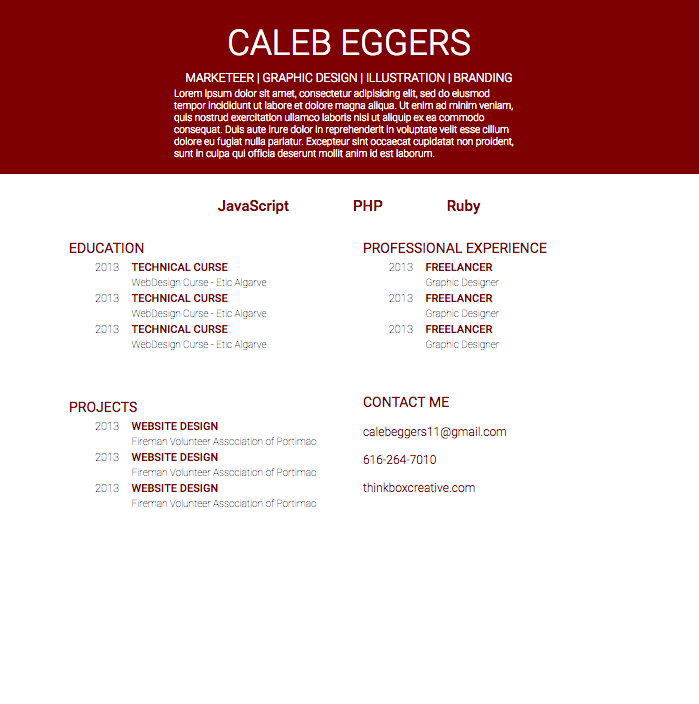 CALEB EGGERS
MARKETEER | GRAPHIC DESIGN | ILLUSTRATION | BRANDING
Lorem ipsum dolor sit amet, consectetur adipisicing elit, sed do eiusmod
tempor incididunt ut labore et dolore magna aliqua. Ut enim ad minim veniam,
quis nostrud exercitation ullamco laboris nisi ut aliquip ex ea commodo
consequat. Duis aute irure dolor in reprehenderit in voluptate velit esse cillum
dolore eu fugiat nulla pariatur. Excepteur sint occaecat cupidatat non proident,
sunt in culpa qui officia deserunt mollit anim id est laborum.
JavaScript PHP Ruby
EDUCATION
2013 TECHNICAL CURSE
WebDesign Curse - Etic Algarve
2013 TECHNICAL CURSE
WebDesign Curse - Etic Algarve
2013 TECHNICAL CURSE
WebDesign Curse - Etic Algarve
PROFESSIONAL EXPERIENCE
2013 FREELANCER
Graphic Designer
2013 FREELANCER
Graphic Designer
2013 FREELANCER
Graphic Designer
PROJECTS
2013 WEBSITE DESIGN
Fireman Volunteer Association of Portimao
2013 WEBSITE DESIGN
Fireman Volunteer Association of Portimao
2013 WEBSITE DESIGN
Fireman Volunteer Association of Portimao
CONTACT ME
calebeggers11@gmail.com
616-264-7010
thinkboxcreative.com